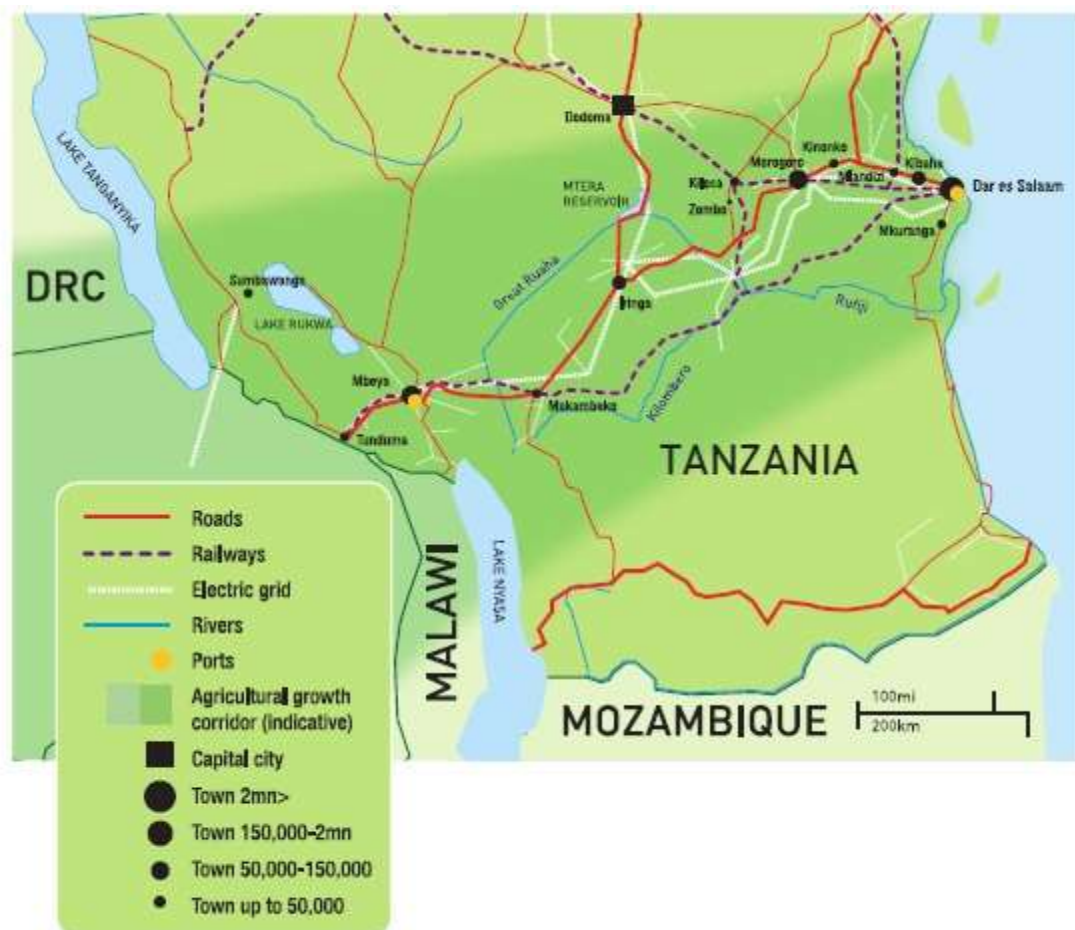 Dodoma
Kinonko
Morogoro
Mlandizi
Kibaha
Dar es Salaam
LAKE TANGANYIKA
MTERA
RESERVOIR
Kilosa
Zombo
Mkuranga
DRC
Sumbawanga
Great Ruaha
Iringa
Rufiji
LAKE RUKWA
Mbeya
Makambako
Kilombero
Tunduma
TANZANIA
Roads
Railways
Electric grid
Rivers
Ports
Agricultural growth
corridor (indicative)
Capital city
Town 2mn>
Town 150,000-2mn
Town 50,000-150,000
Town up to 50,000
MALAWI
LAKE NYASA
MOZAMBIQUE
100mi
200km